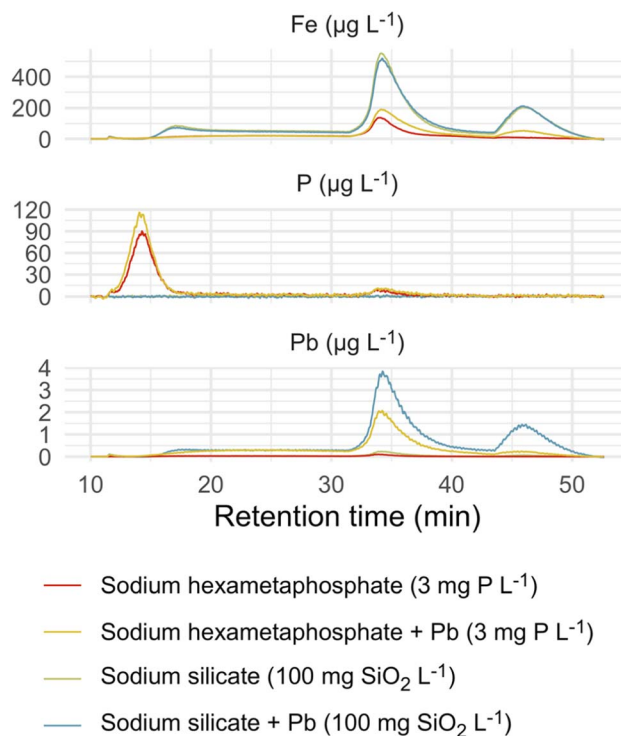 Fe (µg L⁻¹)
400
200
0
P (µg L⁻¹)
120
90
60
30
0
Pb (µg L⁻¹)
4
3
2
1
0
10 20 30 40 50
Retention time (min)
Sodium hexametaphosphate (3 mg P L⁻¹)
Sodium hexametaphosphate + Pb (3 mg P L⁻¹)
Sodium silicate (100 mg SiO₂ L⁻¹)
Sodium silicate + Pb (100 mg SiO₂ L⁻¹)